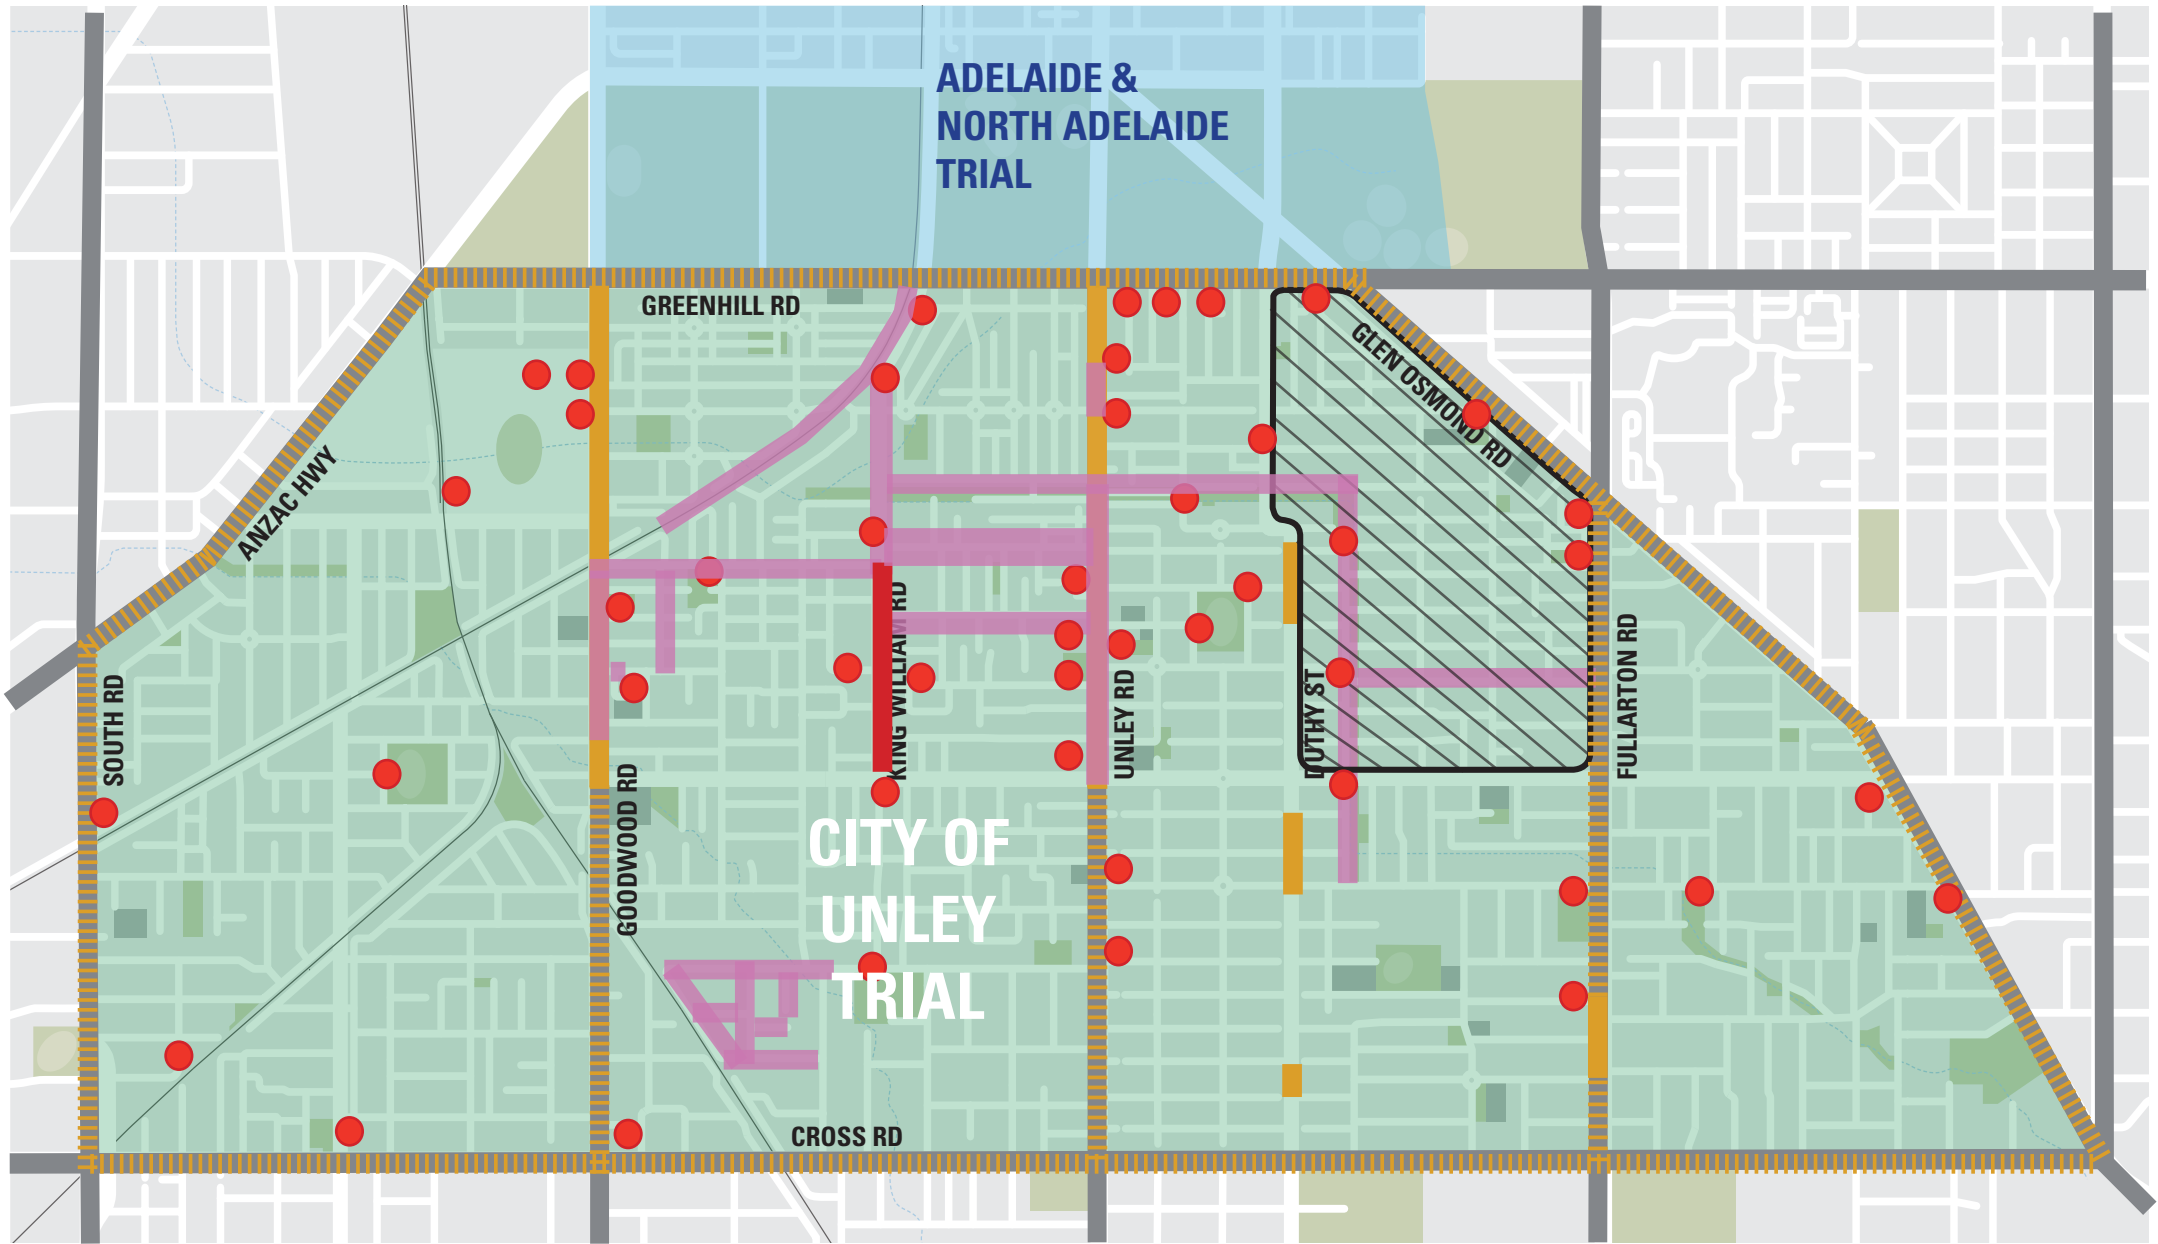 ADELAIDE &
NORTH ADELAIDE
TRIAL
GREENHILL RD
GLEN OSMOND RD
ANZAC HWY
SOUTH RD
GOODWOOD RD
KING WILLIAM RD
UNLEY RD
DUTHY ST
FULLARTON RD
CITY OF
UNLEY
TRIAL
CROSS RD